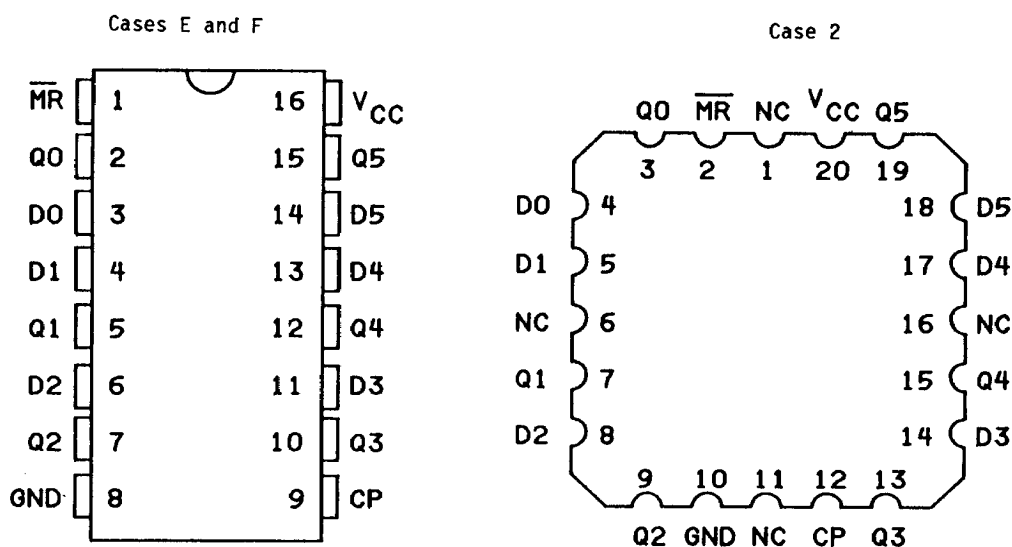 Cases E and F
M̅R̅ 1 16 VCC
Q0 2 15 Q5
D0 3 14 D5
D1 4 13 D4
Q1 5 12 Q4
D2 6 11 D3
Q2 7 10 Q3
GND 8 9 CP
Case 2
Q0 M̅R̅ NC VCC Q5
3 2 1 20 19
D0 4 18 D5
D1 5 17 D4
NC 6 16 NC
Q1 7 15 Q4
D2 8 14 D3
9 10 11 12 13
Q2 GND NC CP Q3